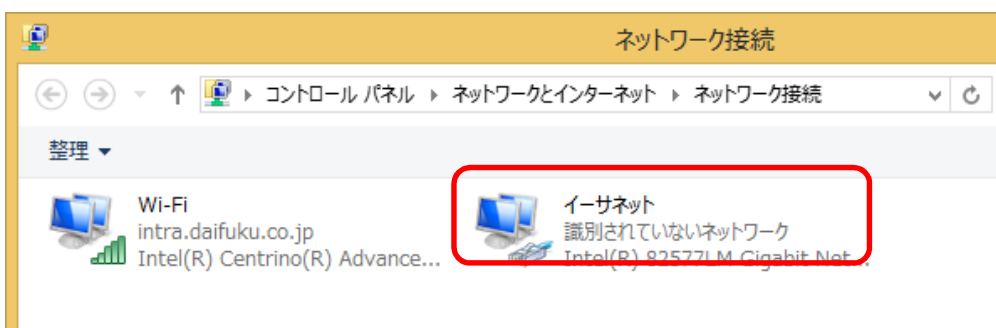 ネットワーク接続
コントロール パネル ネットワークとインターネット ネットワーク接続
整理
Wi-Fi
intra.daifuku.co.jp
Intel(R) Centrino(R) Advance...
イーサネット
識別されていないネットワーク
Intel(R) 82577LM Gigabit Net...